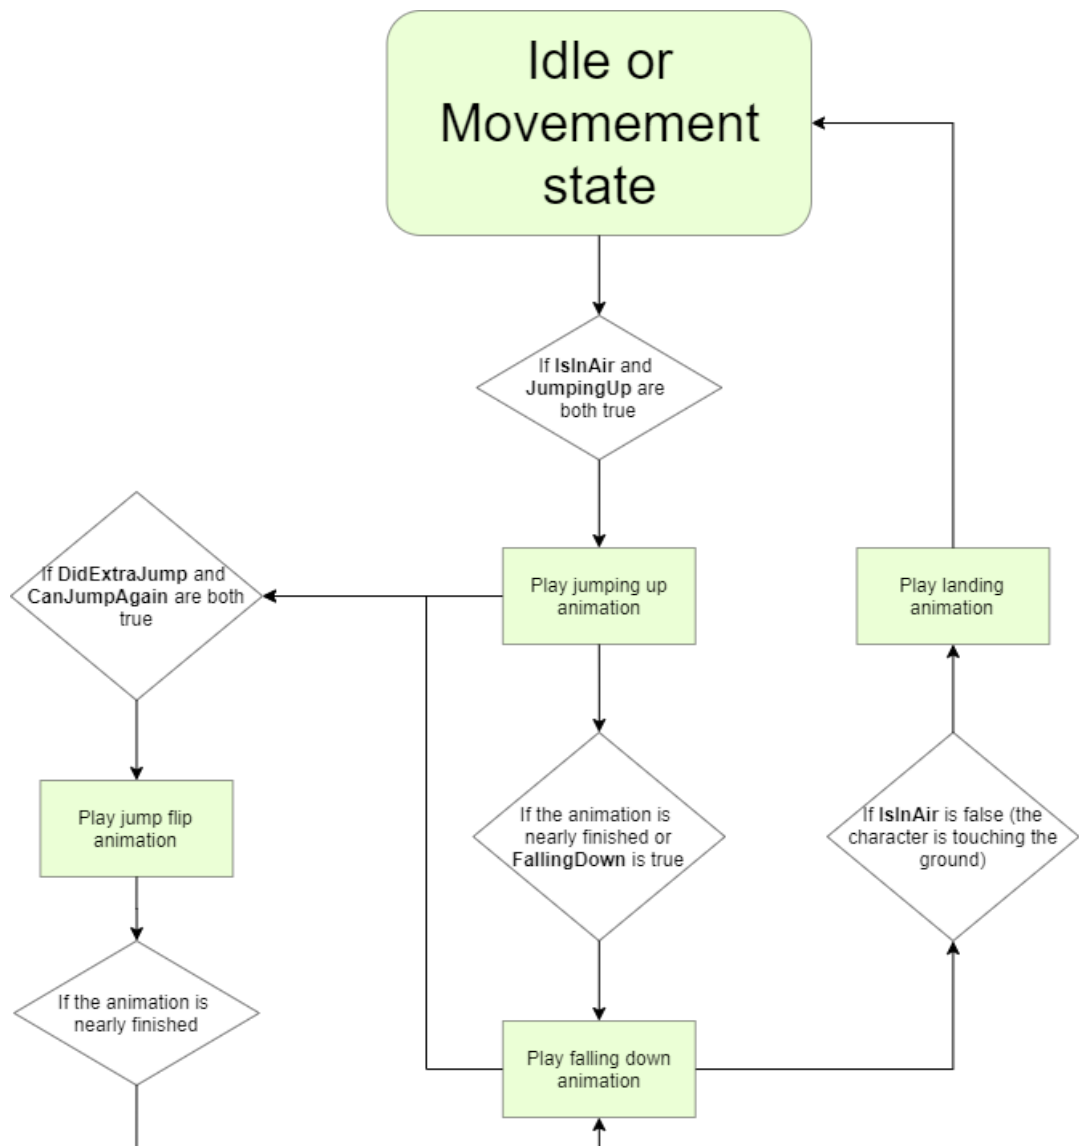 Idle or
Movemement
state
If IsInAir and
JumpingUp are
both true
If DidExtraJump and
CanJumpAgain are both
true
Play jumping up
animation
Play landing
animation
Play jump flip
animation
If the animation is
nearly finished or
FallingDown is true
If IsInAir is false (the
character is touching the
ground)
If the animation is
nearly finished
Play falling down
animation